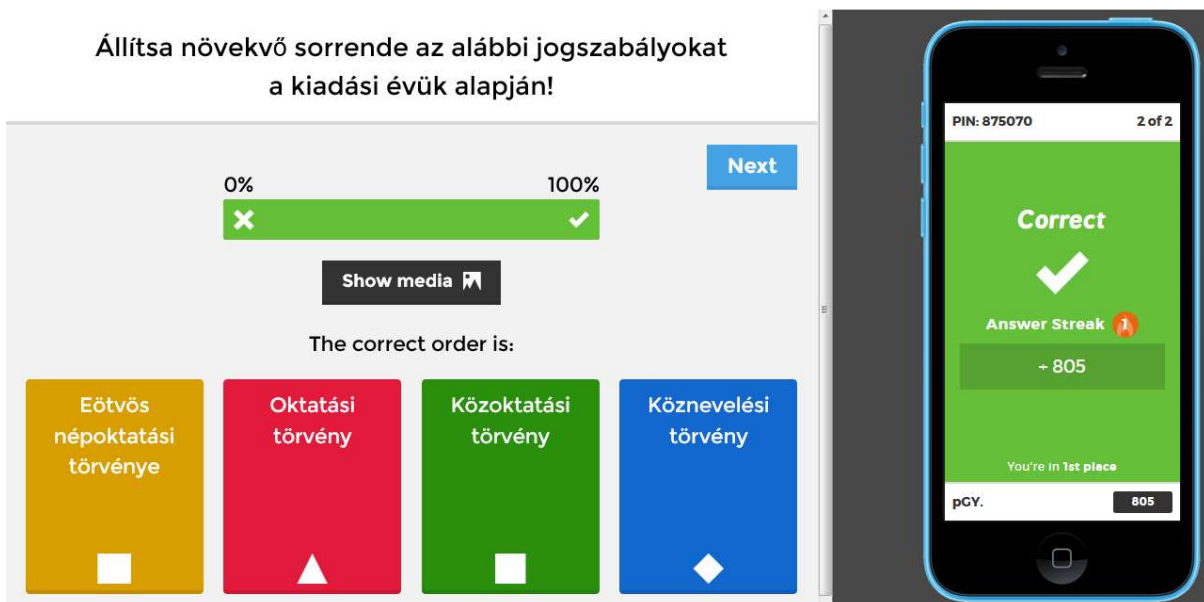 Állítsa növekvő sorrende az alábbi jogszabályokat
a kiadási évük alapján!
Next
0% 100%
Show media
The correct order is:
Eötvös
népoktatási
törvénye
Oktatási
törvény
Közoktatási
törvény
Köznevelési
törvény
PIN: 875070 2 of 2
Correct
Answer Streak 1
+ 805
You're in 1st place
pGY. 805